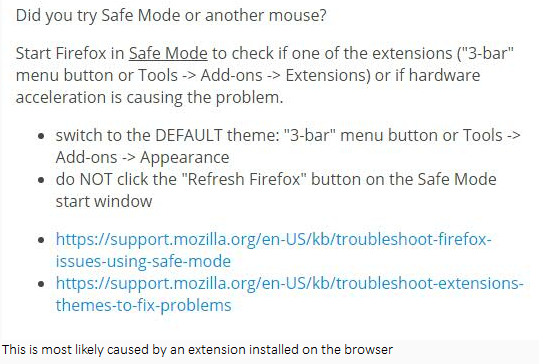 Did you try Safe Mode or another mouse?
Start Firefox in Safe Mode to check if one of the extensions ("3-bar"
menu button or Tools -> Add-ons -> Extensions) or if hardware
acceleration is causing the problem.
• switch to the DEFAULT theme: "3-bar" menu button or Tools ->
Add-ons -> Appearance
• do NOT click the "Refresh Firefox" button on the Safe Mode
start window
• https://support.mozilla.org/en-US/kb/troubleshoot-firefox-
issues-using-safe-mode
• https://support.mozilla.org/en-US/kb/troubleshoot-extensions-
themes-to-fix-problems
This is most likely caused by an extension installed on the browser